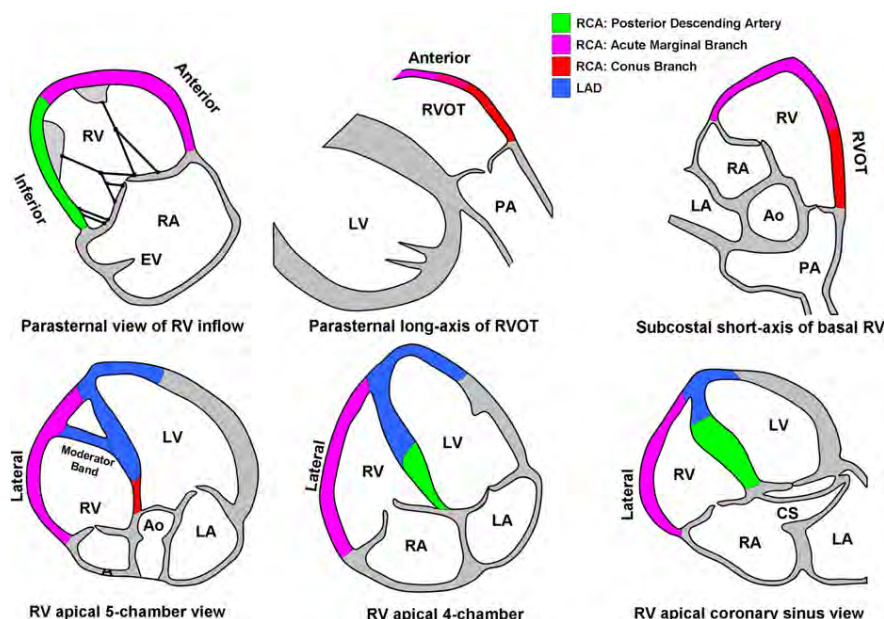 RCA: Posterior Descending Artery
RCA: Acute Marginal Branch
RCA: Conus Branch
LAD
Anterior
RV
Inferior
RA
EV
Parasternal view of RV inflow
Anterior
RVOT
LV
PA
Parasternal long-axis of RVOT
RV
RVOT
RA
LA
Ao
PA
Subcostal short-axis of basal RV
Lateral
LV
Moderator
Band
RV
Ao
LA
A
RV apical 5-chamber view
Lateral
LV
RV
RA
LA
RV apical 4-chamber
Lateral
LV
RV
CS
RA
LA
RV apical coronary sinus view